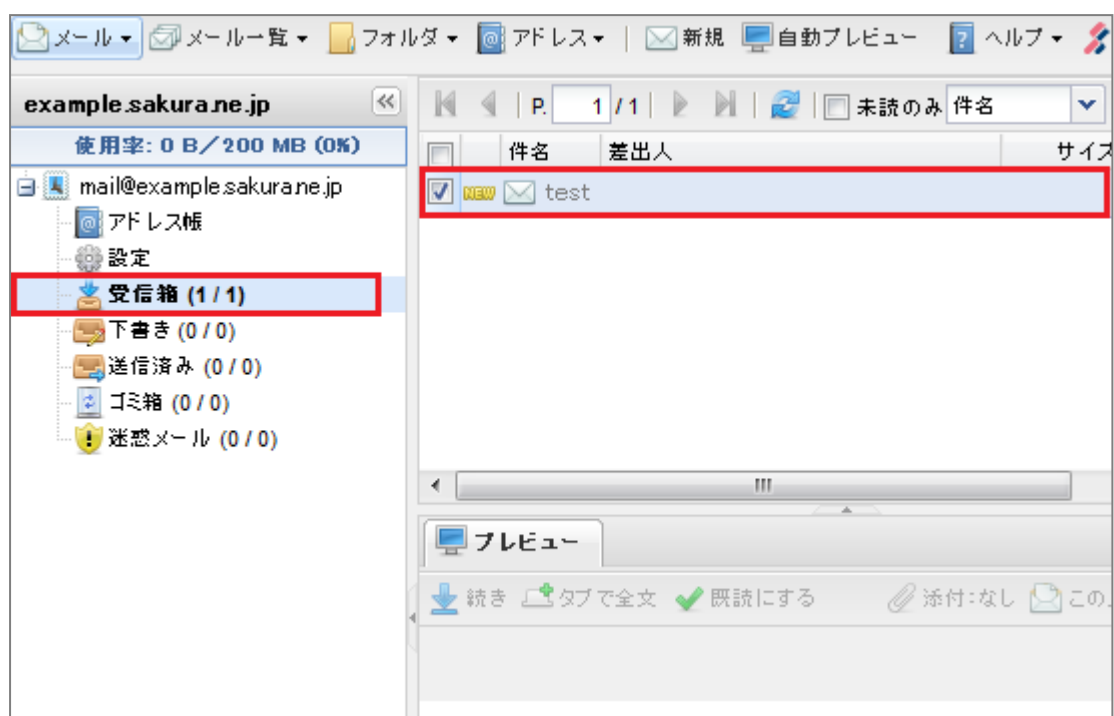 メール メール一覧 フォルダ アドレス 新規 自動プレビュー ヘルプ
example.sakura.ne.jp
使用率: 0 B／200 MB (0%)
mail@example.sakura.ne.jp
アドレス帳
設定
受信箱 (1 / 1)
下書き (0 / 0)
送信済み (0 / 0)
ゴミ箱 (0 / 0)
迷惑メール (0 / 0)
P. 1 / 1 未読のみ 件名
件名 差出人 サイズ
NEW test
プレビュー
続き タブで全文 既読にする 添付:なし この